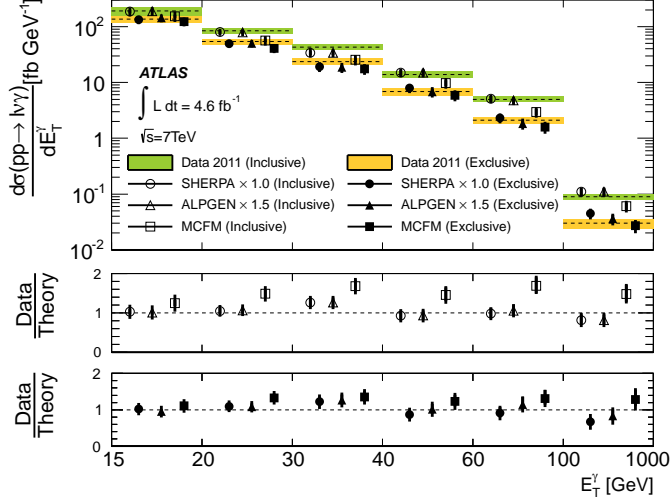 dσ(pp→ lνγ) / dE_T^γ [fb GeV⁻¹]
10²
10
1
10⁻¹
10⁻²
ATLAS
∫ L dt = 4.6 fb⁻¹
√s=7TeV
Data 2011 (Inclusive) Data 2011 (Exclusive)
SHERPA × 1.0 (Inclusive) SHERPA × 1.0 (Exclusive)
ALPGEN × 1.5 (Inclusive) ALPGEN × 1.5 (Exclusive)
MCFM (Inclusive) MCFM (Exclusive)
Data
Theory
2
1
0
Data
Theory
2
1
0
15 20 30 40 60 100 1000
E_T^γ [GeV]